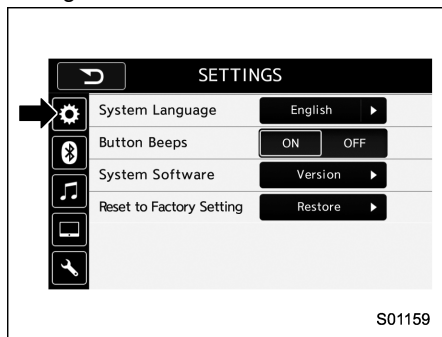 SETTINGS
System Language English
Button Beeps ON OFF
System Software Version
Reset to Factory Setting Restore
S01159